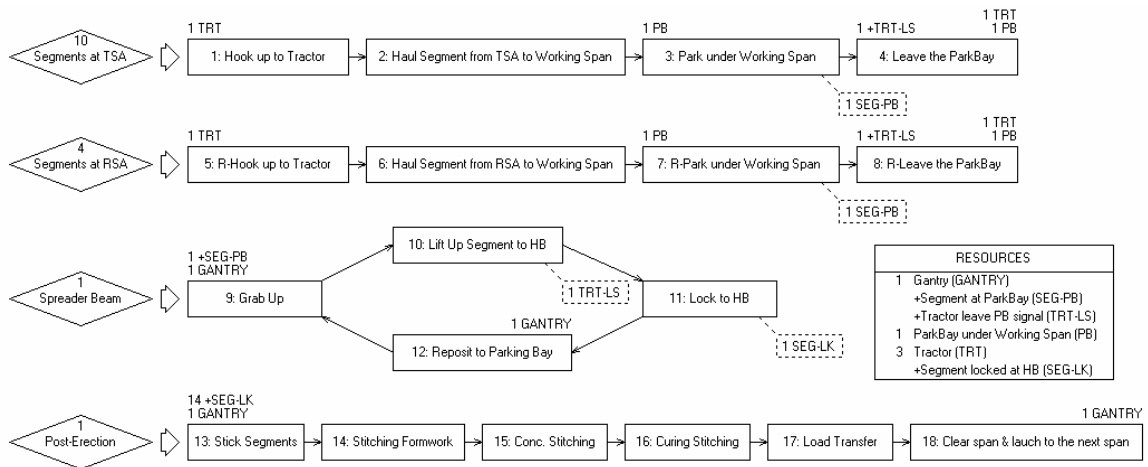 10
Segments at TSA
1 TRT
1: Hook up to Tractor
2: Haul Segment from TSA to Working Span
1 PB
3: Park under Working Span
1 SEG-PB
1 +TRT-LS
1 TRT
1 PB
4: Leave the ParkBay
4
Segments at RSA
1 TRT
5: R-Hook up to Tractor
6: Haul Segment from RSA to Working Span
1 PB
7: R-Park under Working Span
1 SEG-PB
1 +TRT-LS
1 TRT
1 PB
8: R-Leave the ParkBay
1
Spreader Beam
1 +SEG-PB
1 GANTRY
9: Grab Up
10: Lift Up Segment to HB
1 TRT-LS
11: Lock to HB
1 SEG-LK
1 GANTRY
12: Reposit to Parking Bay
RESOURCES
1 Gantry (GANTRY)
+Segment at ParkBay (SEG-PB)
+Tractor leave PB signal (TRT-LS)
1 ParkBay under Working Span (PB)
3 Tractor (TRT)
+Segment locked at HB (SEG-LK)
1
Post-Erection
14 +SEG-LK
1 GANTRY
13: Stick Segments
14: Stitching Formwork
15: Conc. Stitching
16: Curing Stitching
17: Load Transfer
1 GANTRY
18: Clear span & lauch to the next span